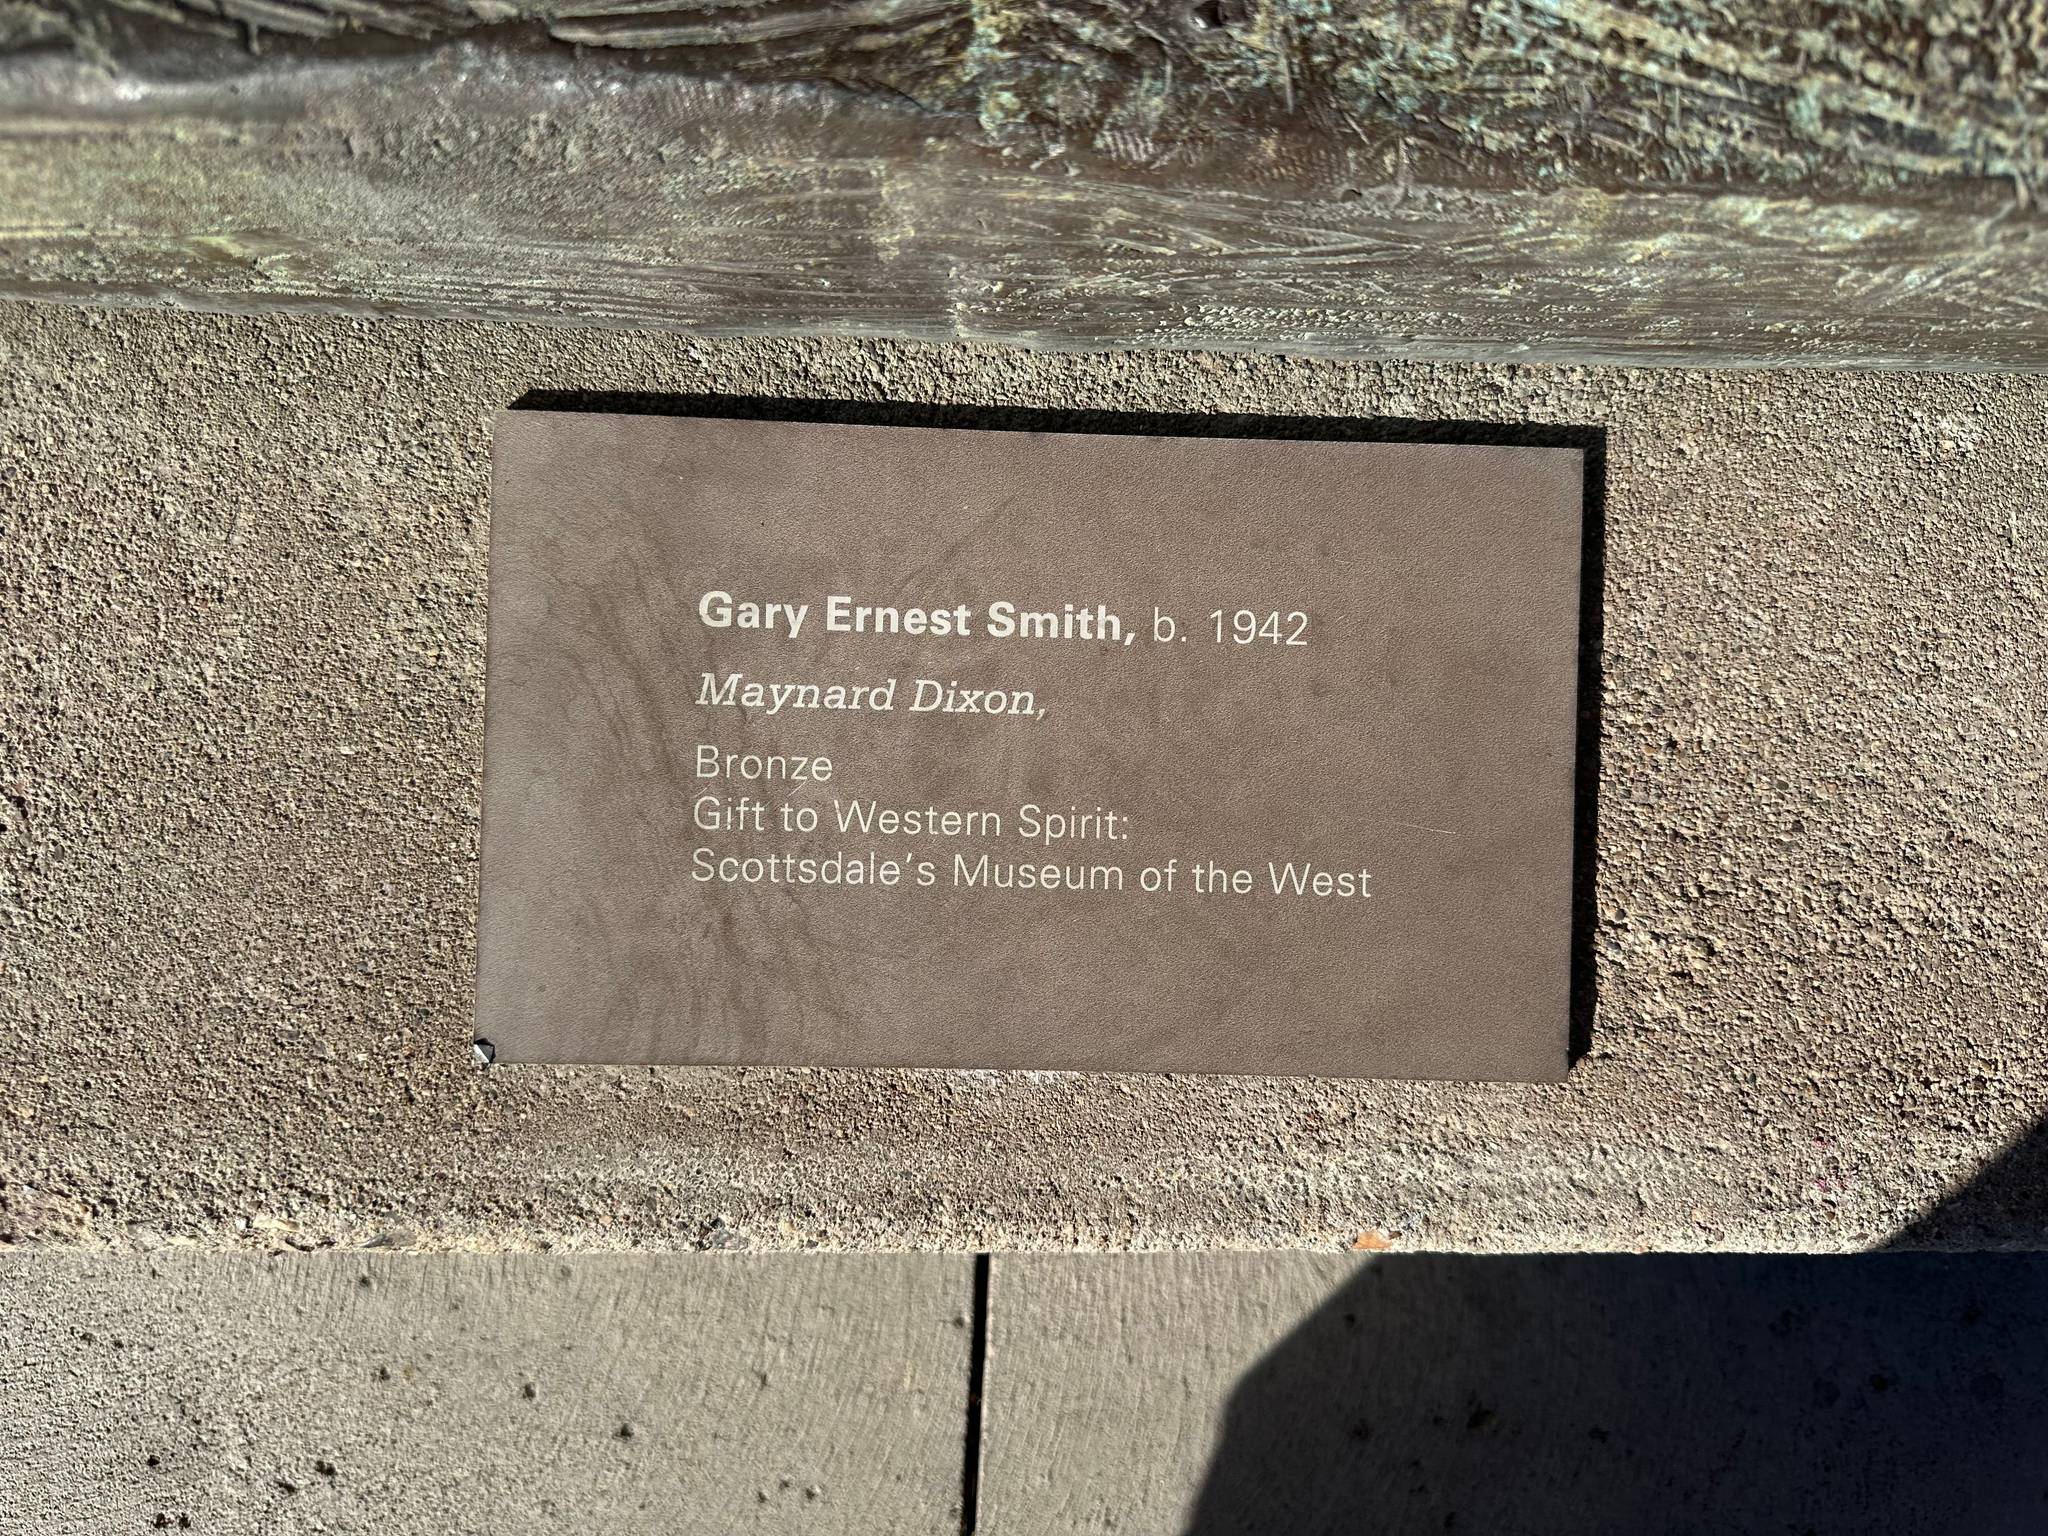 Gary Ernest Smith, b. 1942
Maynard Dixon,
Bronze
Gift to Western Spirit:
Scottsdale's Museum of the West